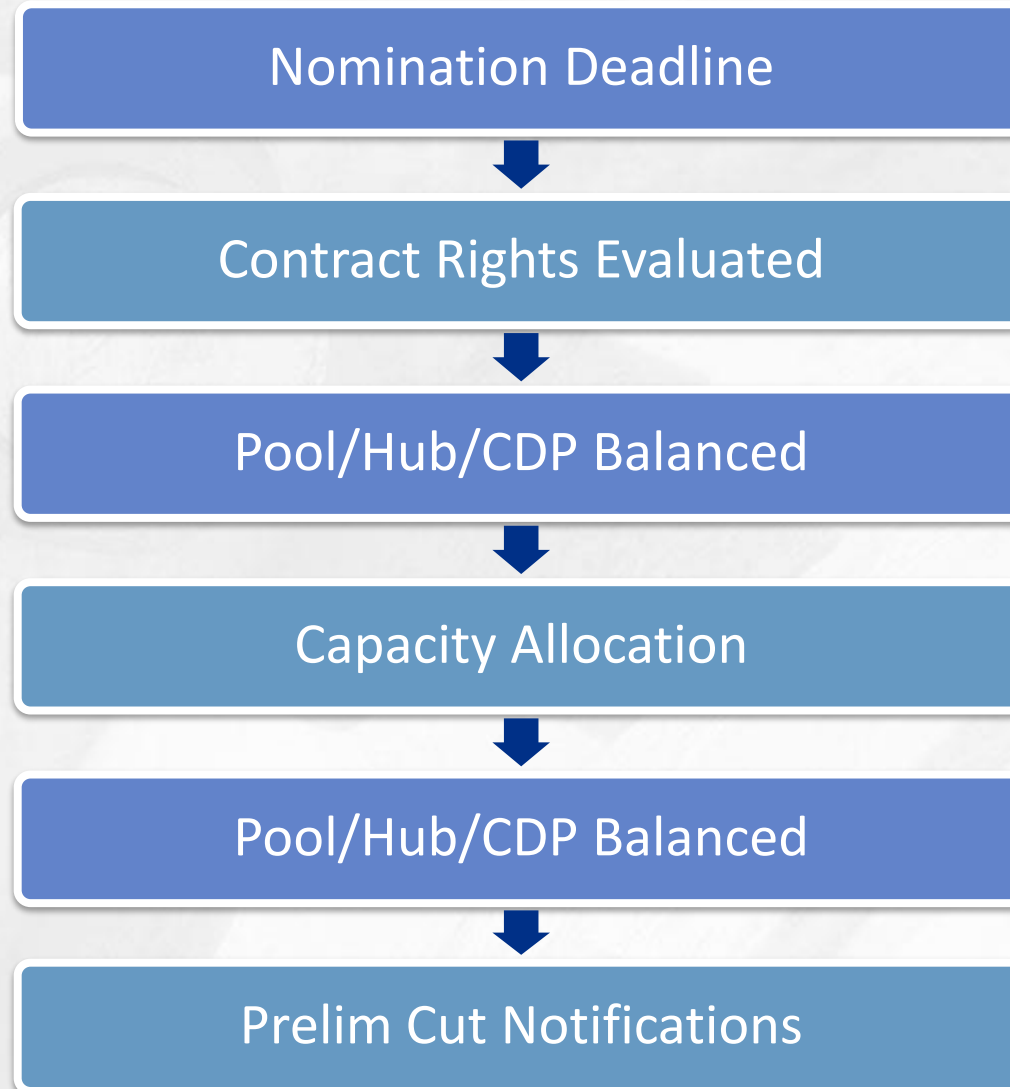 Nomination Deadline
Contract Rights Evaluated
Pool/Hub/CDP Balanced
Capacity Allocation
Pool/Hub/CDP Balanced
Prelim Cut Notifications